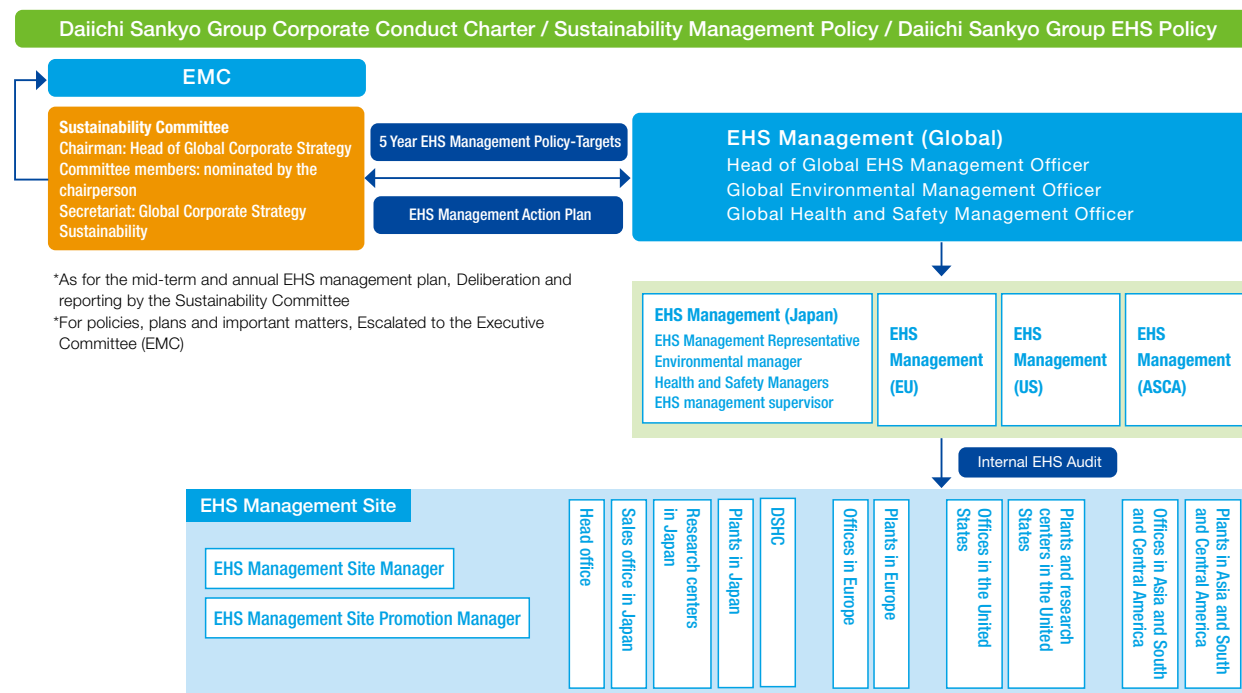 Daiichi Sankyo Group Corporate Conduct Charter / Sustainability Management Policy / Daiichi Sankyo Group EHS Policy
EMC
Sustainability Committee
Chairman: Head of Global Corporate Strategy
Committee members: nominated by the
chairperson
Secretariat: Global Corporate Strategy
Sustainability
5 Year EHS Management Policy-Targets
EHS Management Action Plan
EHS Management (Global)
Head of Global EHS Management Officer
Global Environmental Management Officer
Global Health and Safety Management Officer
*As for the mid-term and annual EHS management plan, Deliberation and
reporting by the Sustainability Committee
*For policies, plans and important matters, Escalated to the Executive
Committee (EMC)
EHS Management (Japan)
EHS Management Representative
Environmental manager
Health and Safety Managers
EHS management supervisor
EHS
Management
(EU)
EHS
Management
(US)
EHS
Management
(ASCA)
Internal EHS Audit
EHS Management Site
EHS Management Site Manager
EHS Management Site Promotion Manager
Head office
Sales office in Japan
Research centers
in Japan
Plants in Japan
DSHC
Offices in Europe
Plants in Europe
Offices in the United
States
Plants and research
centers in the United
States
Offices in Asia and South
and Central America
Plants in Asia and South
and Central America